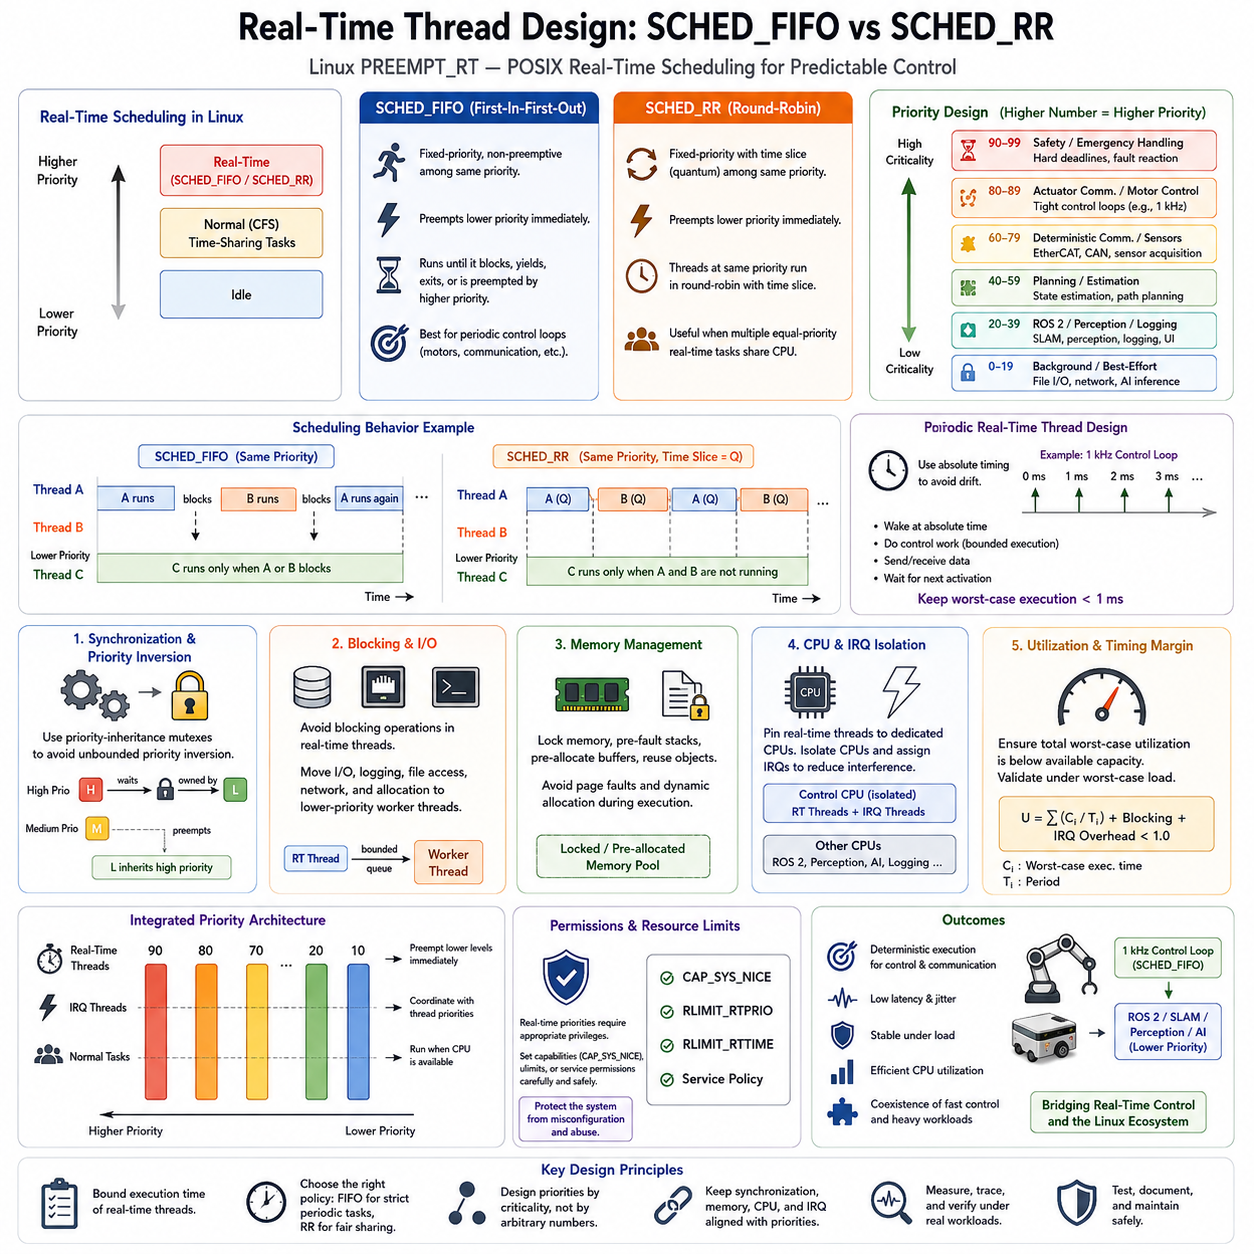 Real-Time Thread Design: SCHED_FIFO vs SCHED_RR
Linux PREEMPT_RT — POSIX Real-Time Scheduling for Predictable Control
Real-Time Scheduling in Linux
Higher
Priority
Real-Time
(SCHED_FIFO / SCHED_RR)
Normal (CFS)
Time-Sharing Tasks
Idle
Lower
Priority
SCHED_FIFO (First-In-First-Out)
Fixed-priority, non-preemptive
among same priority.
Preempts lower priority immediately.
Runs until it blocks, yields,
exits, or is preempted by
higher priority.
Best for periodic control loops
(motors, communication, etc.).
SCHED_RR (Round-Robin)
Fixed-priority with time slice
(quantum) among same priority.
Preempts lower priority immediately.
Threads at same priority run
in round-robin with time slice.
Useful when multiple equal-priority
real-time tasks share CPU.
Priority Design (Higher Number = Higher Priority)
High
Criticality
Low
Criticality
90–99 Safety / Emergency Handling
Hard deadlines, fault reaction
80–89 Actuator Comm. / Motor Control
Tight control loops (e.g., 1 kHz)
60–79 Deterministic Comm. / Sensors
EtherCAT, CAN, sensor acquisition
40–59 Planning / Estimation
State estimation, path planning
20–39 ROS 2 / Perception / Logging
SLAM, perception, logging, UI
0–19 Background / Best-Effort
File I/O, network, AI inference
Scheduling Behavior Example
SCHED_FIFO (Same Priority)
Thread A
A runs blocks B runs blocks A runs again ...
Thread B
Lower Priority
Thread C
C runs only when A or B blocks
Time
SCHED_RR (Same Priority, Time Slice = Q)
Thread A
A (Q) B (Q) A (Q) B (Q) ...
Thread B
Lower Priority
Thread C
C runs only when A and B are not running
Time
Periodic Real-Time Thread Design
Use absolute timing
to avoid drift.
Example: 1 kHz Control Loop
0 ms 1 ms 2 ms 3 ms ...
• Wake at absolute time
• Do control work (bounded execution)
• Send/receive data
• Wait for next activation
Keep worst-case execution < 1 ms
1. Synchronization &
Priority Inversion
Use priority-inheritance mutexes
to avoid unbounded priority inversion.
High Prio H waits owned by L
Medium Prio M preempts
L inherits high priority
2. Blocking & I/O
Avoid blocking operations in
real-time threads.
Move I/O, logging, file access,
network, and allocation to
lower-priority worker threads.
RT Thread
bounded
queue
Worker
Thread
3. Memory Management
Lock memory, pre-fault stacks,
pre-allocate buffers, reuse objects.
Avoid page faults and dynamic
allocation during execution.
Locked / Pre-allocated
Memory Pool
4. CPU & IRQ Isolation
CPU
Pin real-time threads to dedicated
CPUs. Isolate CPUs and assign
IRQs to reduce interference.
Control CPU (isolated)
RT Threads + IRQ Threads
Other CPUs
ROS 2, Perception, AI, Logging ...
5. Utilization & Timing Margin
Ensure total worst-case utilization
is below available capacity.
Validate under worst-case load.
U = ∑ (Cᵢ / Tᵢ) + Blocking +
IRQ Overhead < 1.0
Cᵢ : Worst-case exec. time
Tᵢ : Period
Integrated Priority Architecture
90 80 70 ... 20 10
Real-Time
Threads
Preempt lower levels
immediately
IRQ Threads
Coordinate with
thread priorities
Normal Tasks
Run when CPU
is available
Higher Priority Lower Priority
Permissions & Resource Limits
Real-time priorities require
appropriate privileges.
Set capabilities (CAP_SYS_NICE),
ulimits, or service permissions
carefully and safely.
Protect the system
from misconfiguration
and abuse.
CAP_SYS_NICE
RLIMIT_RTPRIO
RLIMIT_RTTIME
Service Policy
Outcomes
Deterministic execution
for control & communication
Low latency & jitter
Stable under load
Efficient CPU utilization
Coexistence of fast control
and heavy workloads
1 kHz Control Loop
(SCHED_FIFO)
ROS 2 / SLAM /
Perception / AI
(Lower Priority)
Bridging Real-Time Control
and the Linux Ecosystem
Key Design Principles
Bound execution time
of real-time threads.
Choose the right
policy: FIFO for strict
periodic tasks,
RR for fair sharing.
Design priorities by
criticality, not by
arbitrary numbers.
Keep synchronization,
memory, CPU, and IRQ
aligned with priorities.
Measure, trace,
and verify under
real workloads.
Test, document,
and maintain
safely.